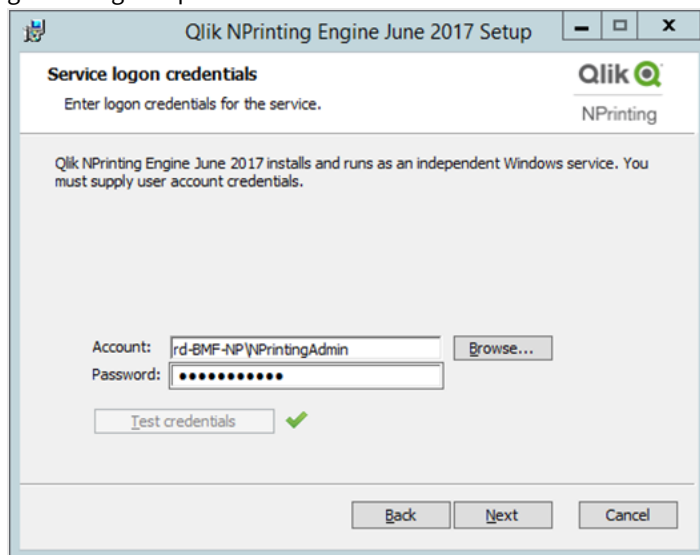 Qlik NPrinting Engine June 2017 Setup
Service logon credentials
Enter logon credentials for the service.
Qlik
NPrinting
Qlik NPrinting Engine June 2017 installs and runs as an independent Windows service. You
must supply user account credentials.
Account: rd-BMF-NP\NPrintingAdmin Browse...
Password: ●●●●●●●●●●●
Test credentials
Back Next Cancel